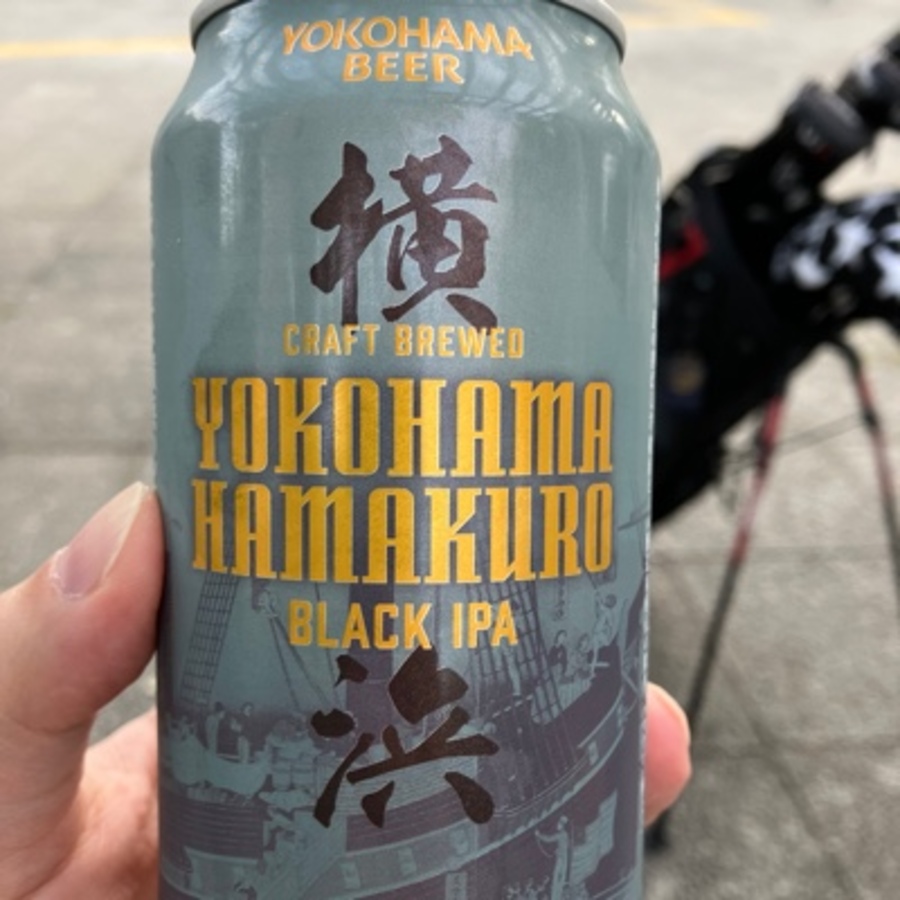 YOKOHAMA
BEER
横
CRAFT BREWED
YOKOHAMA
HAMAKURO
BLACK IPA
浜